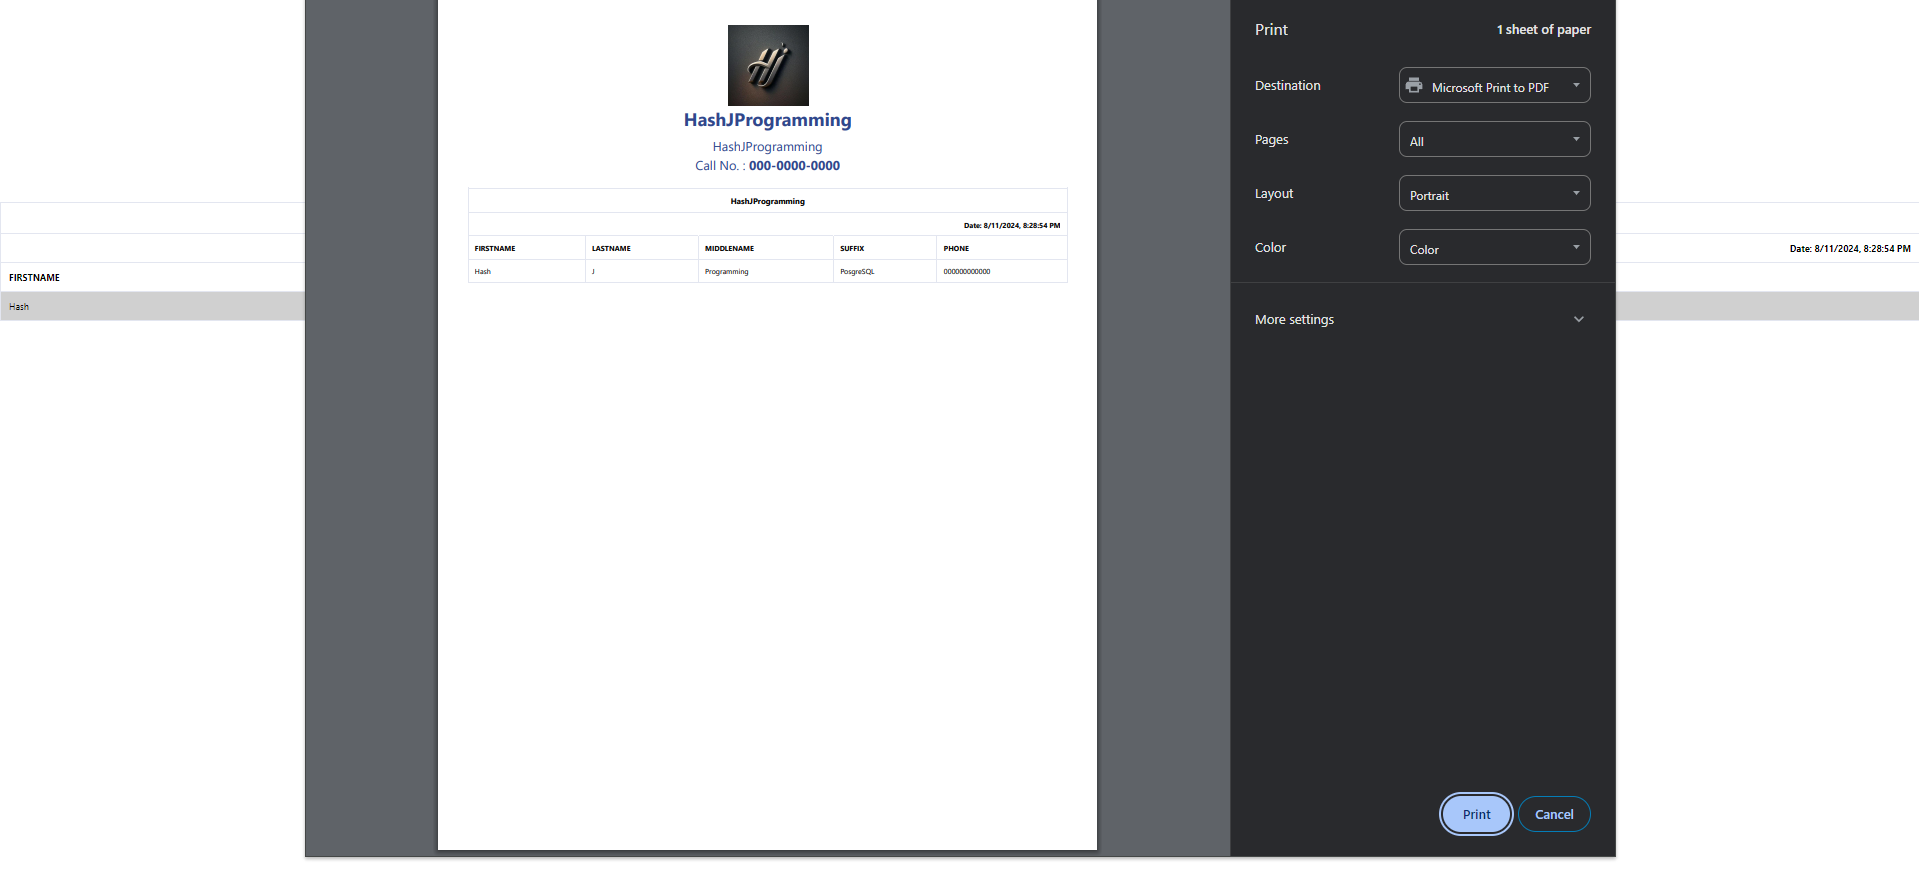 HJ
HashJProgramming
HashJProgramming
Call No. : 000-0000-0000
HashJProgramming
Date: 8/11/2024, 8:28:54 PM
FIRSTNAME LASTNAME MIDDLENAME SUFFIX PHONE
Hash J Programming PosgreSQL 000000000000
Print 1 sheet of paper
Destination Microsoft Print to PDF
Pages All
Layout Portrait
Color Color
More settings
Print Cancel
Date: 8/11/2024, 8:28:54 PM
FIRSTNAME
Hash